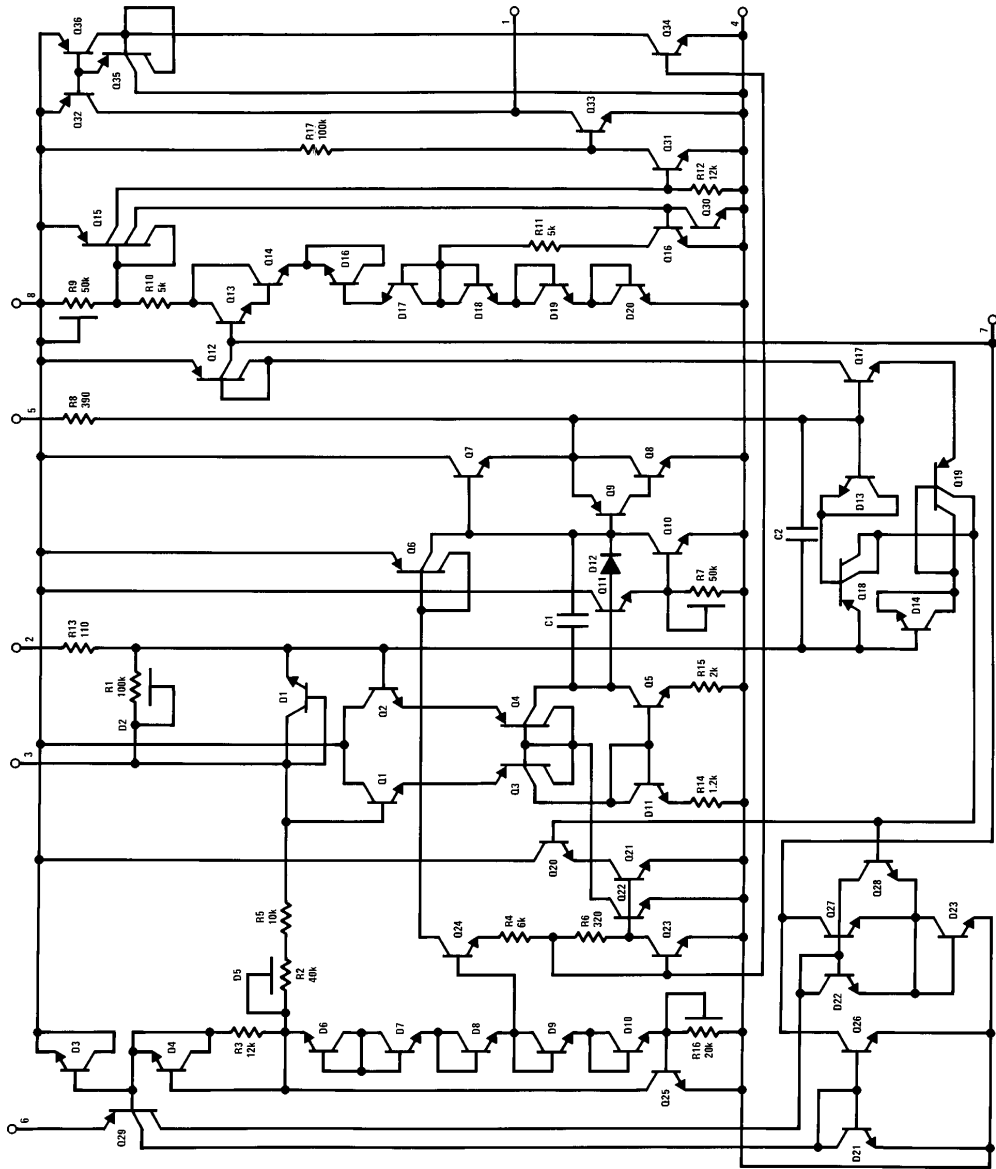 6
Q29
D3
D4
R3
12k
D5
R2
40k
R5
10k
D6
D7
D8
D9
D10
R16
20k
Q25
Q24
R4
6k
R6
320
Q23
Q22
Q21
Q20
3
D2
R1
100k
R13
110
2
D1
Q1
Q2
Q3
Q4
D11
Q5
R14
1.2k
R15
2k
C1
Q6
D12
Q11
Q10
R7
50k
Q7
Q9
Q8
R8
390
5
C2
Q12
8
R9
50k
R10
5k
Q13
Q14
D16
D17
D18
D19
D20
R11
5k
Q15
Q16
Q30
R12
12k
Q31
R17
100k
Q33
Q32
Q35
Q36
Q34
1
4
Q17
D13
Q18
Q19
D14
D21
Q26
D22
Q27
Q28
D23
7